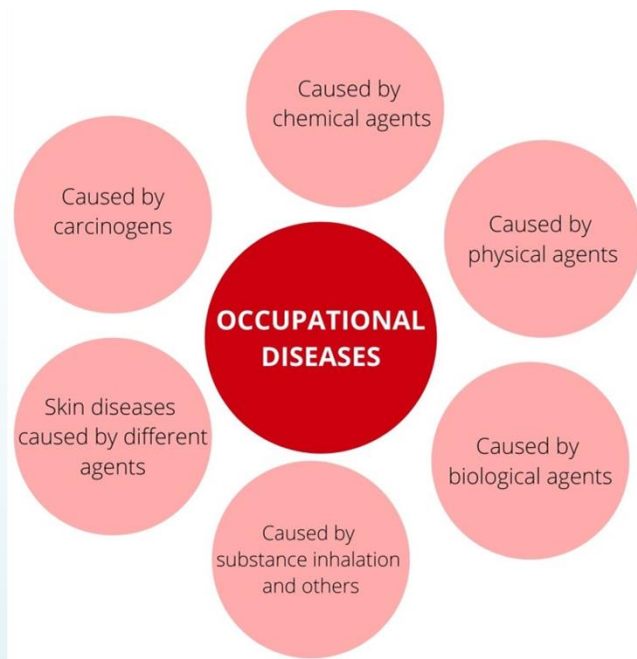 Caused by
chemical agents
Caused by
carcinogens
Caused by
physical agents
OCCUPATIONAL
DISEASES
Skin diseases
caused by different
agents
Caused by
biological agents
Caused by
substance inhalation
and others